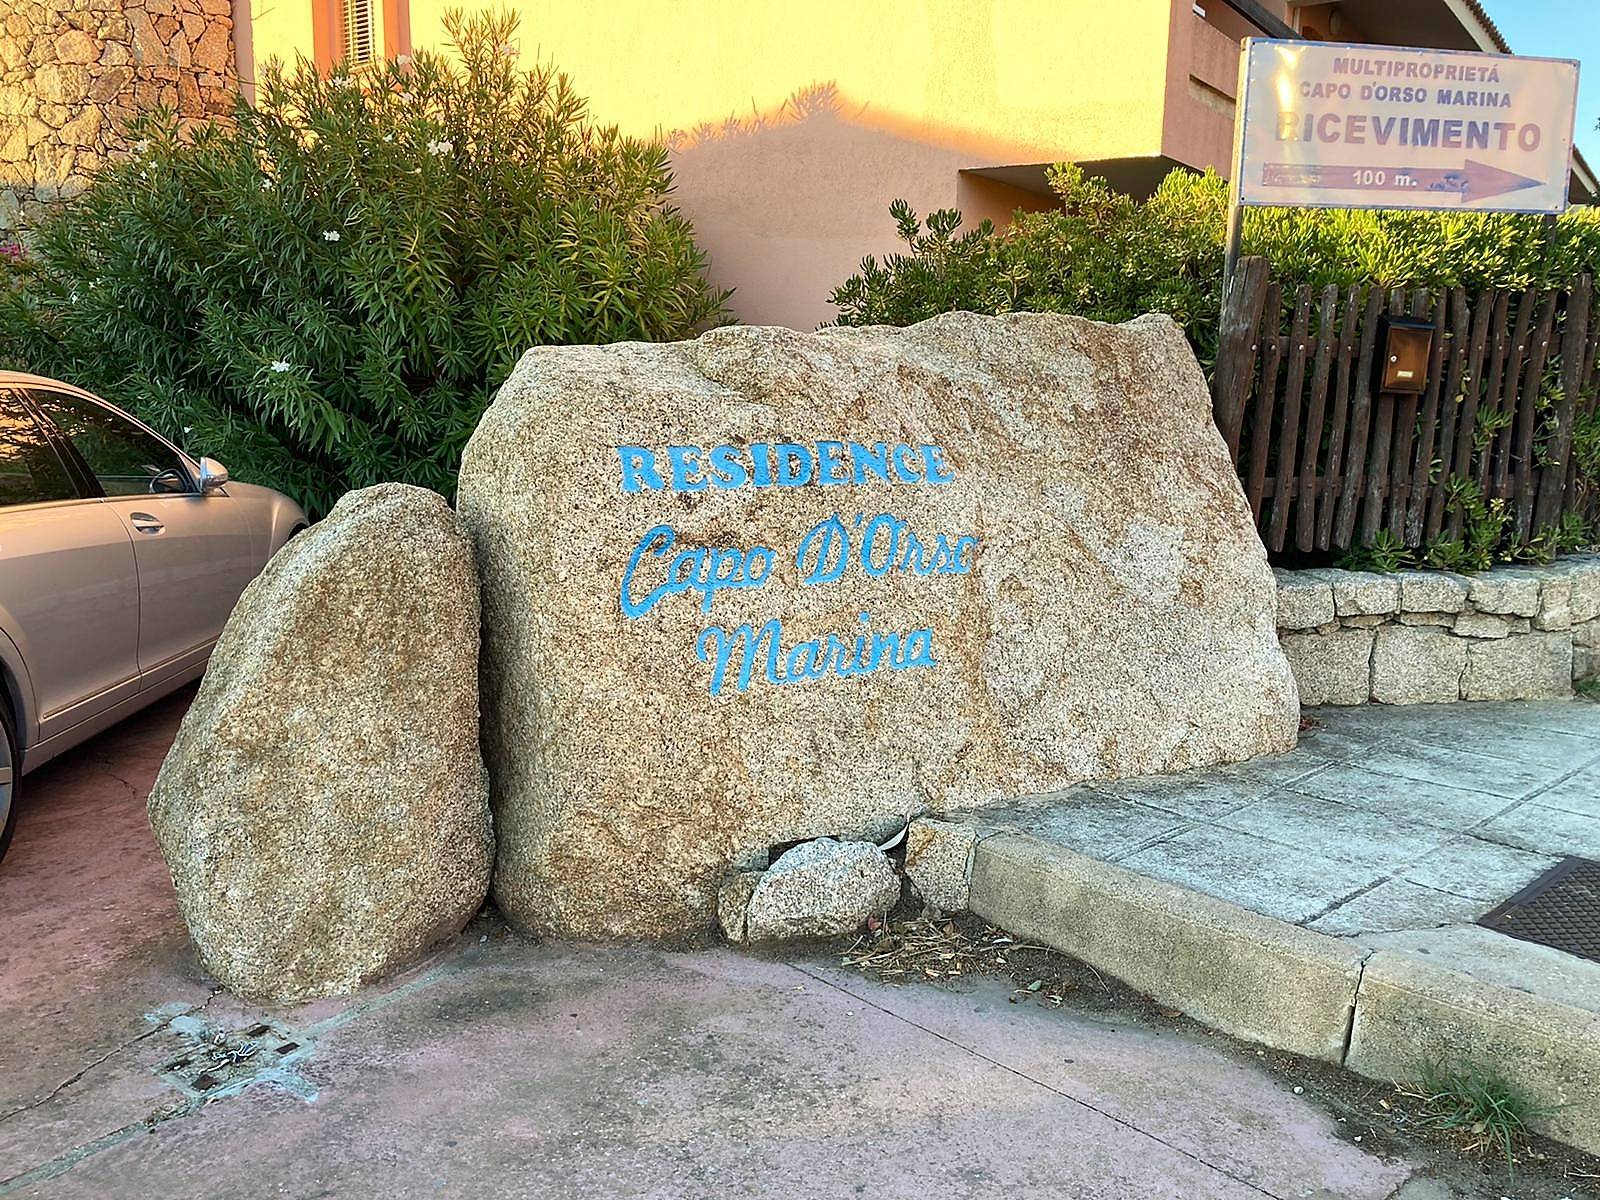 MULTIPROPRIETÁ
CAPO D'ORSO MARINA
RICEVIMENTO
100 m.
RESIDENCE
Capo D'Orso
Marina